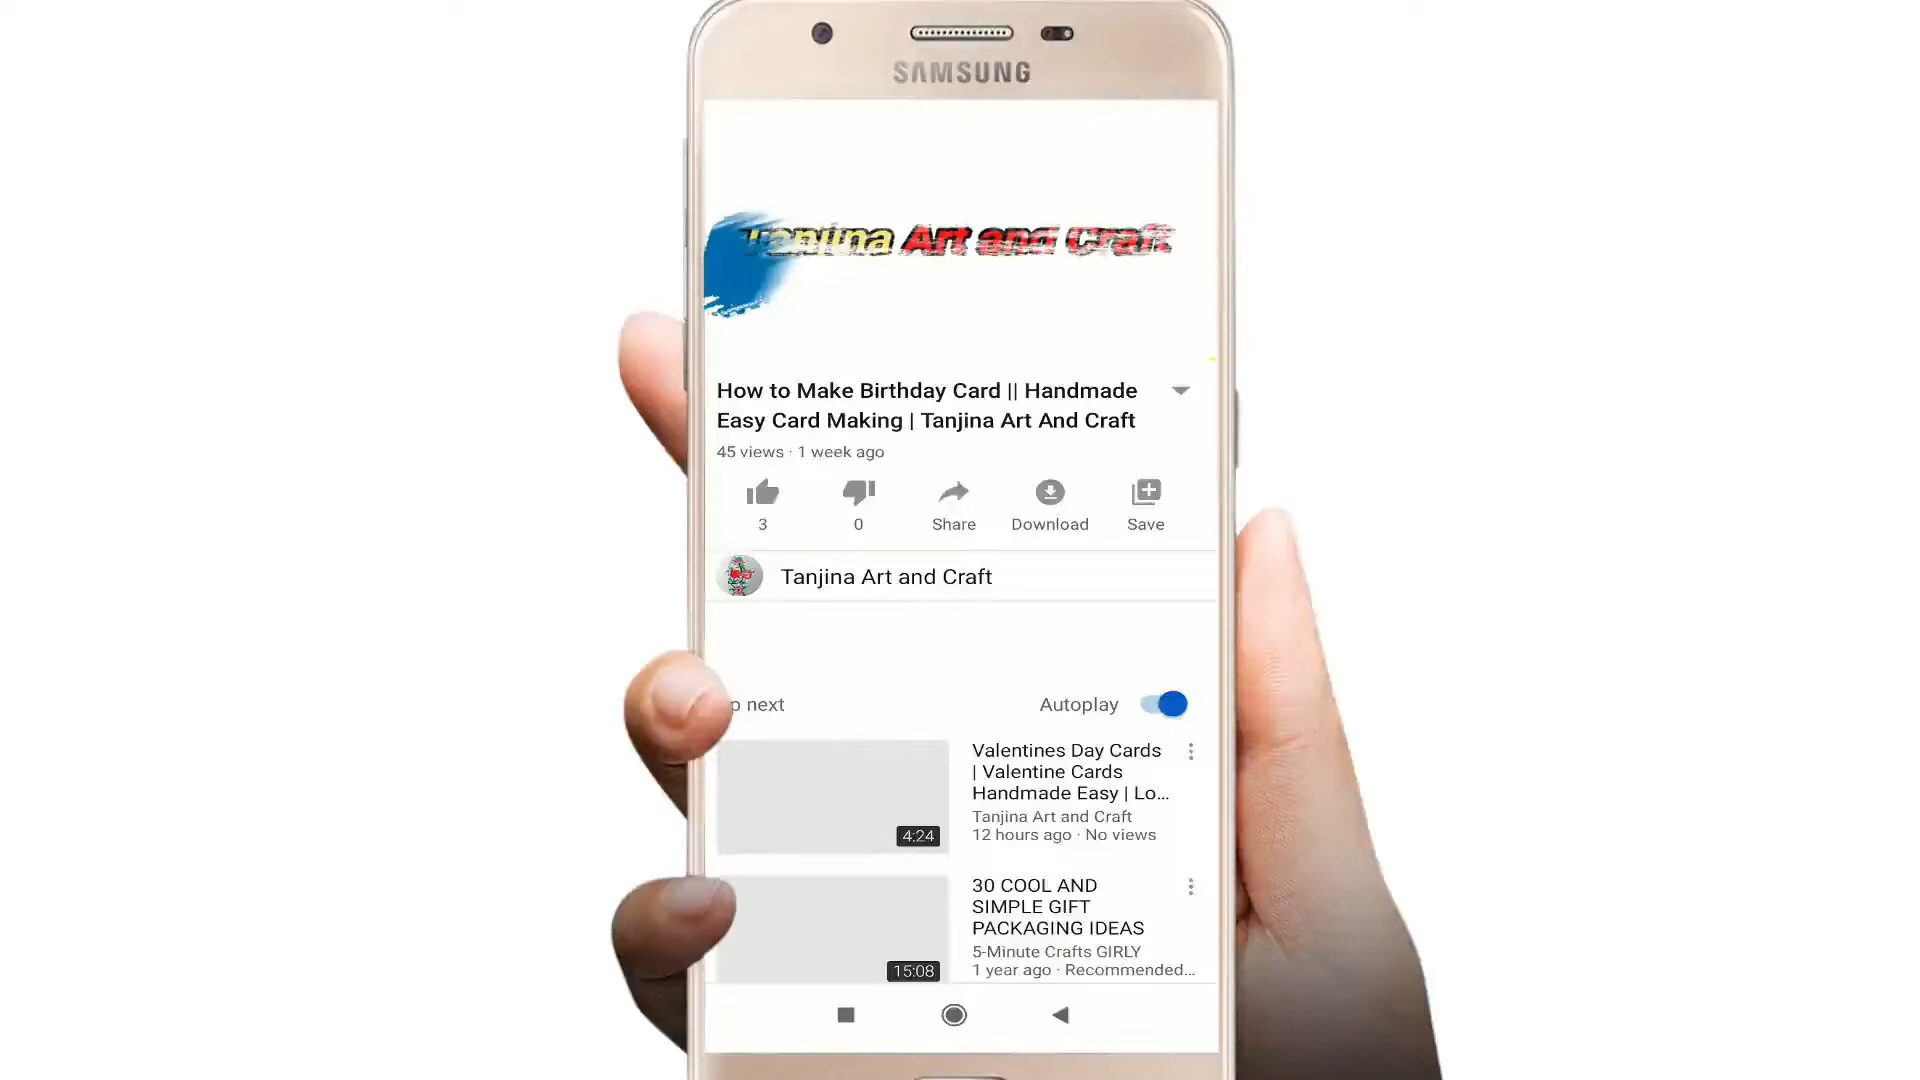 SAMSUNG
Tanjina Art and Craft
How to Make Birthday Card || Handmade
Easy Card Making | Tanjina Art And Craft
45 views · 1 week ago
3
0
Share
Download
Save
Tanjina Art and Craft
p next
Autoplay
Valentines Day Cards
| Valentine Cards
Handmade Easy | Lo...
Tanjina Art and Craft
12 hours ago · No views
4:24
30 COOL AND
SIMPLE GIFT
PACKAGING IDEAS
5-Minute Crafts GIRLY
1 year ago · Recommended...
15:08